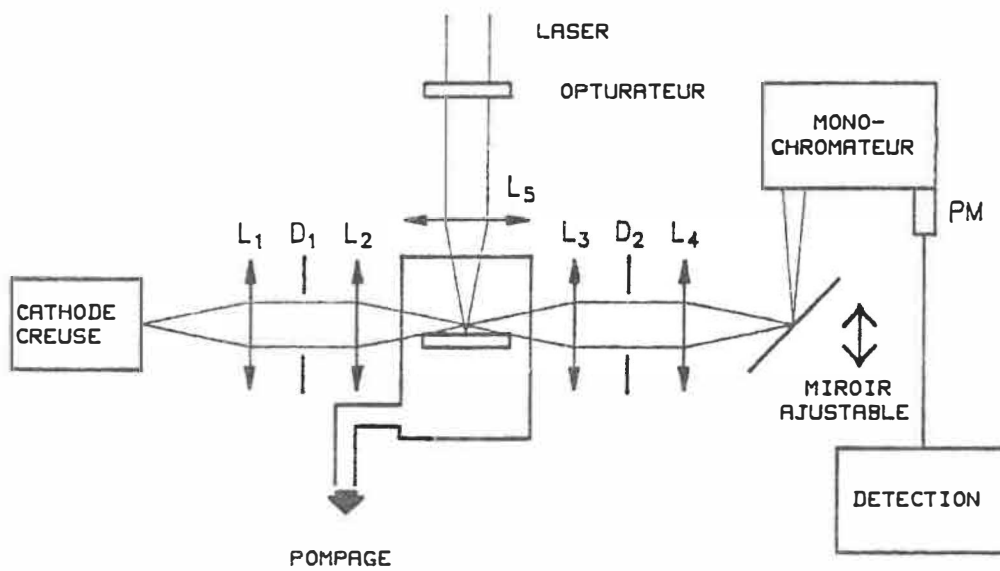 LASER
OPTURATEUR
MONO-
CHROMATEUR
PM
L5
L1
D1
L2
L3
D2
L4
CATHODE
CREUSE
MIROIR
AJUSTABLE
DETECTION
POMPAGE